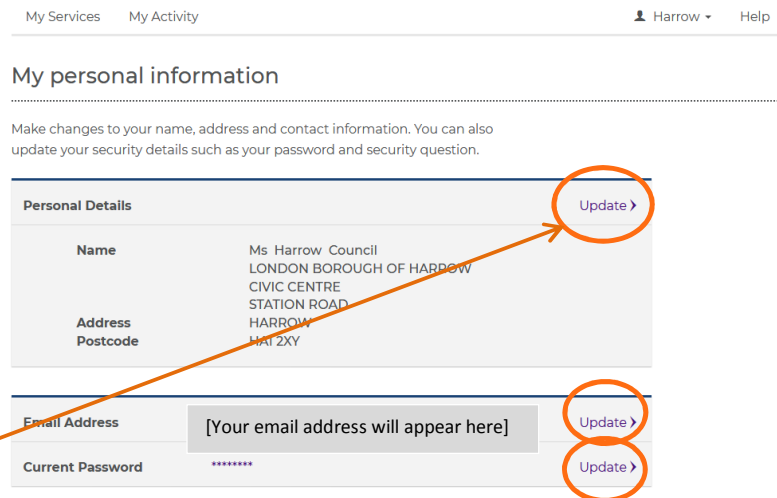 My Services My Activity Harrow Help
My personal information
Make changes to your name, address and contact information. You can also
update your security details such as your password and security question.
Personal Details Update
Name Ms Harrow Council
LONDON BOROUGH OF HARROW
CIVIC CENTRE
STATION ROAD
Address HARROW
Postcode HA1 2XY
Email Address [Your email address will appear here] Update
Current Password ******** Update